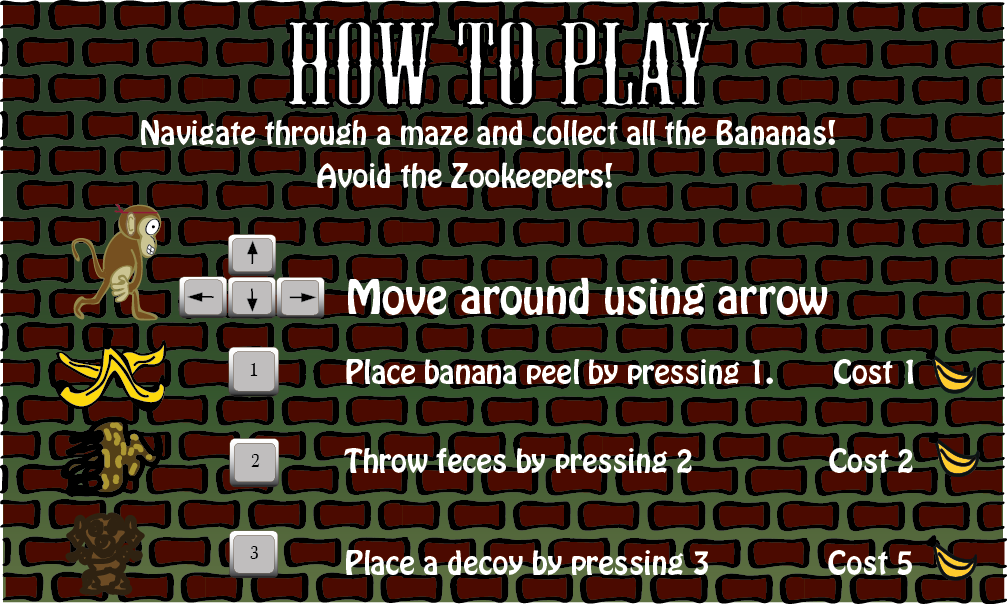 HOW TO PLAY
Navigate through a maze and collect all the Bananas!
Avoid the Zookeepers!
Move around using arrow
1 Place banana peel by pressing 1. Cost 1
2 Throw feces by pressing 2 Cost 2
3 Place a decoy by pressing 3 Cost 5